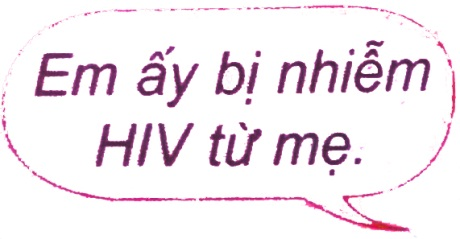 Em ấy bị nhiễm
HIV từ mẹ.